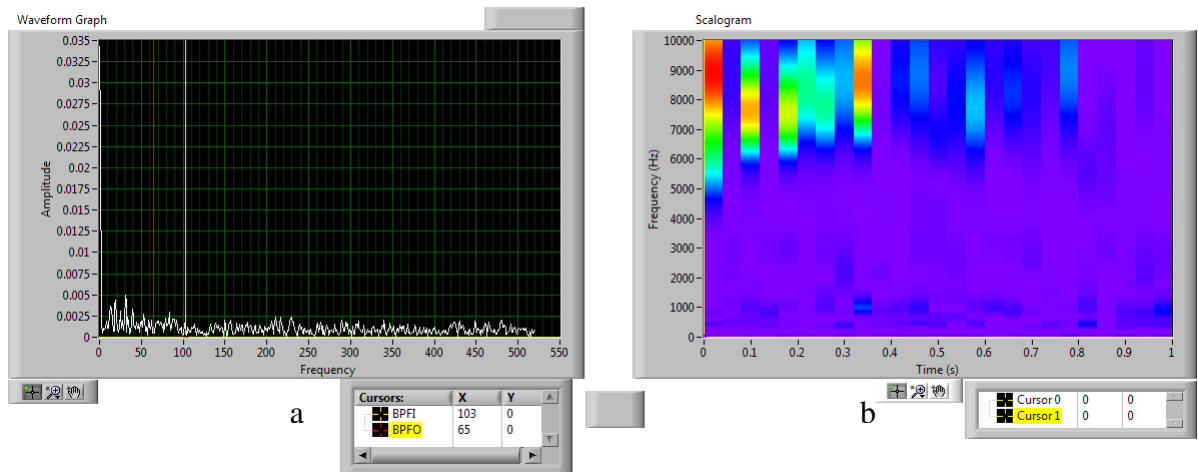 Waveform Graph
0.035
0.0325
0.03
0.0275
0.025
0.0225
0.02
0.0175
0.015
0.0125
0.01
0.0075
0.005
0.0025
0
Amplitude
0 50 100 150 200 250 300 350 400 450 500 550
Frequency
Cursors: X Y
BPFI 103 0
BPFO 65 0
a
Scalogram
10000
9000
8000
7000
6000
5000
4000
3000
2000
1000
0
Frequency (Hz)
0 0.1 0.2 0.3 0.4 0.5 0.6 0.7 0.8 0.9 1
Time (s)
b
Cursor 0 0 0
Cursor 1 0 0